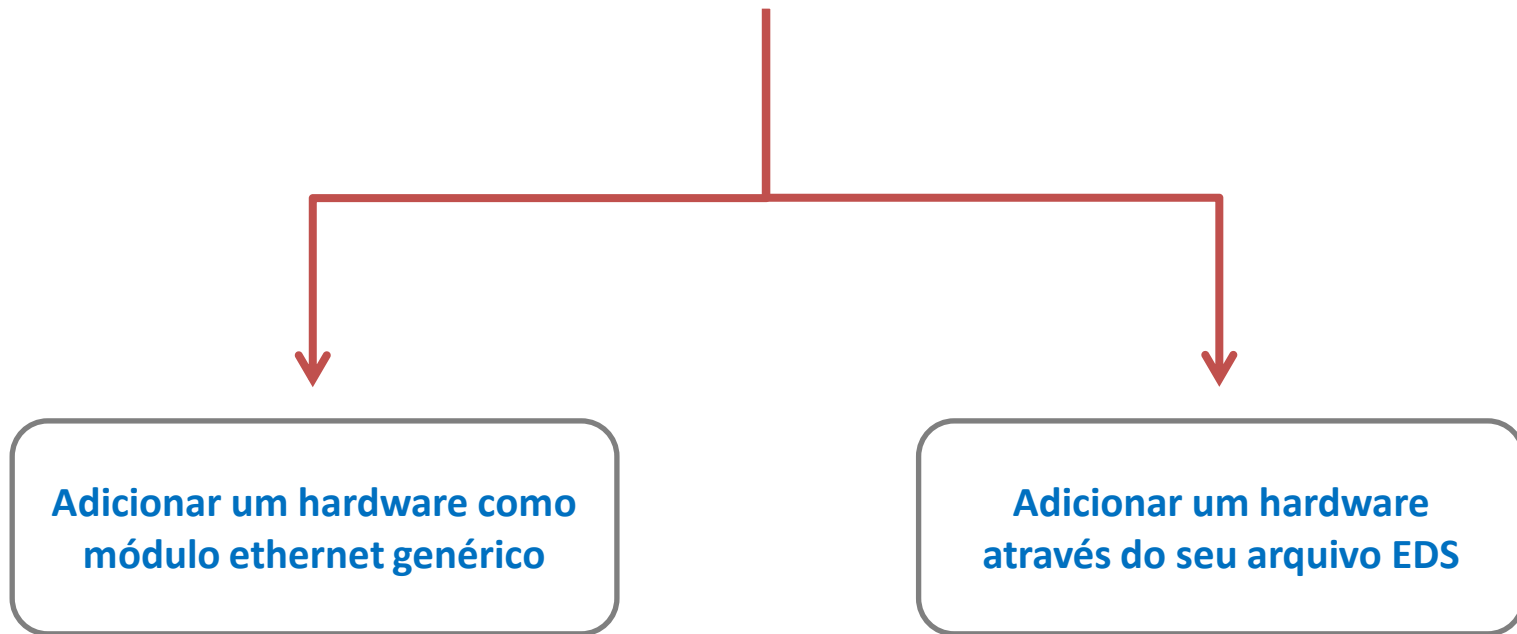 Adicionar um hardware como
módulo ethernet genérico
Adicionar um hardware
através do seu arquivo EDS